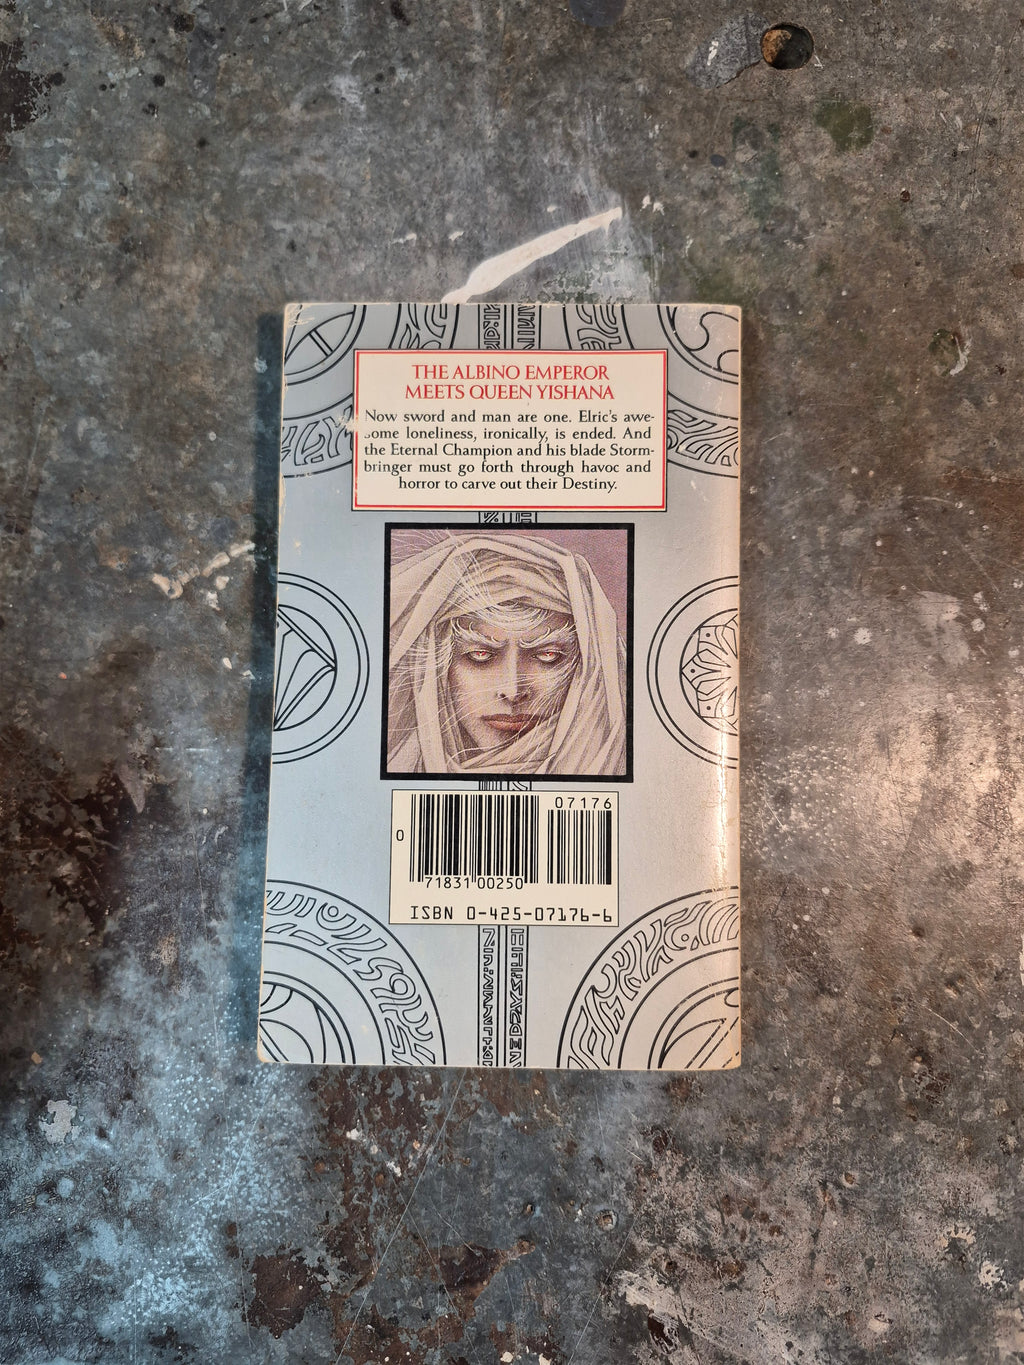 THE ALBINO EMPEROR
MEETS QUEEN YISHANA
Now sword and man are one. Elric's awe-
some loneliness, ironically, is ended. And
the Eternal Champion and his blade Storm-
bringer must go forth through havoc and
horror to carve out their Destiny.
07176
0
71831 00250
ISBN 0-425-07176-6